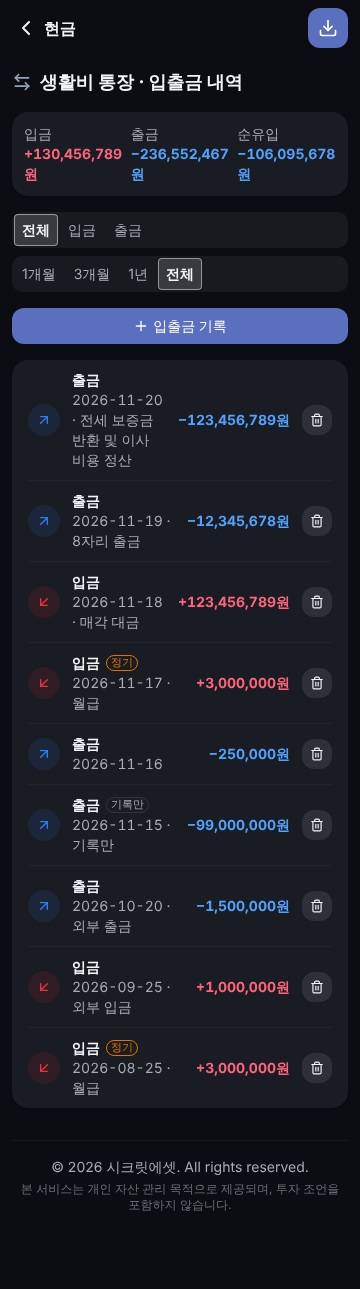 현금
생활비 통장 · 입출금 내역
입금 출금 순유입
+130,456,789 −236,552,467 −106,095,678
원 원 원
전체 입금 출금
1개월 3개월 1년 전체
+ 입출금 기록
출금
2026-11-20
· 전세 보증금
반환 및 이사
비용 정산
−123,456,789원
출금
2026-11-19 ·
8자리 출금
−12,345,678원
입금
2026-11-18
· 매각 대금
+123,456,789원
입금 정기
2026-11-17 ·
월급
+3,000,000원
출금
2026-11-16
−250,000원
출금 기록만
2026-11-15 ·
기록만
−99,000,000원
출금
2026-10-20 ·
외부 출금
−1,500,000원
입금
2026-09-25 ·
외부 입금
+1,000,000원
입금 정기
2026-08-25 ·
월급
+3,000,000원
© 2026 시크릿에셋. All rights reserved.
본 서비스는 개인 자산 관리 목적으로 제공되며, 투자 조언을
포함하지 않습니다.